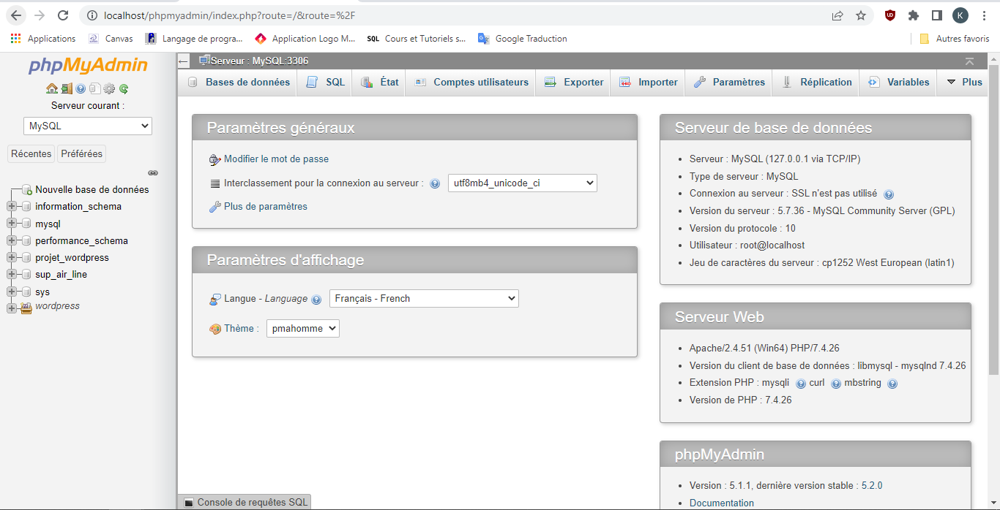 localhost/phpmyadmin/index.php?route=/&route=%2F
K
Applications
Canvas
Langage de progra...
Application Logo M...
SQL Cours et Tutoriels s...
Google Traduction
Autres favoris
phpMyAdmin
Serveur courant :
MySQL
Récentes
Préférées
Nouvelle base de données
information_schema
mysql
performance_schema
projet_wordpress
sup_air_line
sys
wordpress
Serveur : MySQL:3306
Bases de données
SQL
État
Comptes utilisateurs
Exporter
Importer
Paramètres
Réplication
Variables
Plus
Paramètres généraux
Modifier le mot de passe
Interclassement pour la connexion au serveur :
utf8mb4_unicode_ci
Plus de paramètres
Paramètres d'affichage
Langue - Language
Français - French
Thème :
pmahomme
Serveur de base de données
Serveur : MySQL (127.0.0.1 via TCP/IP)
Type de serveur : MySQL
Connexion au serveur : SSL n'est pas utilisé
Version du serveur : 5.7.36 - MySQL Community Server (GPL)
Version du protocole : 10
Utilisateur : root@localhost
Jeu de caractères du serveur : cp1252 West European (latin1)
Serveur Web
Apache/2.4.51 (Win64) PHP/7.4.26
Version du client de base de données : libmysql - mysqlnd 7.4.26
Extension PHP : mysqli curl mbstring
Version de PHP : 7.4.26
phpMyAdmin
Version : 5.1.1, dernière version stable : 5.2.0
Documentation
Console de requêtes SQL